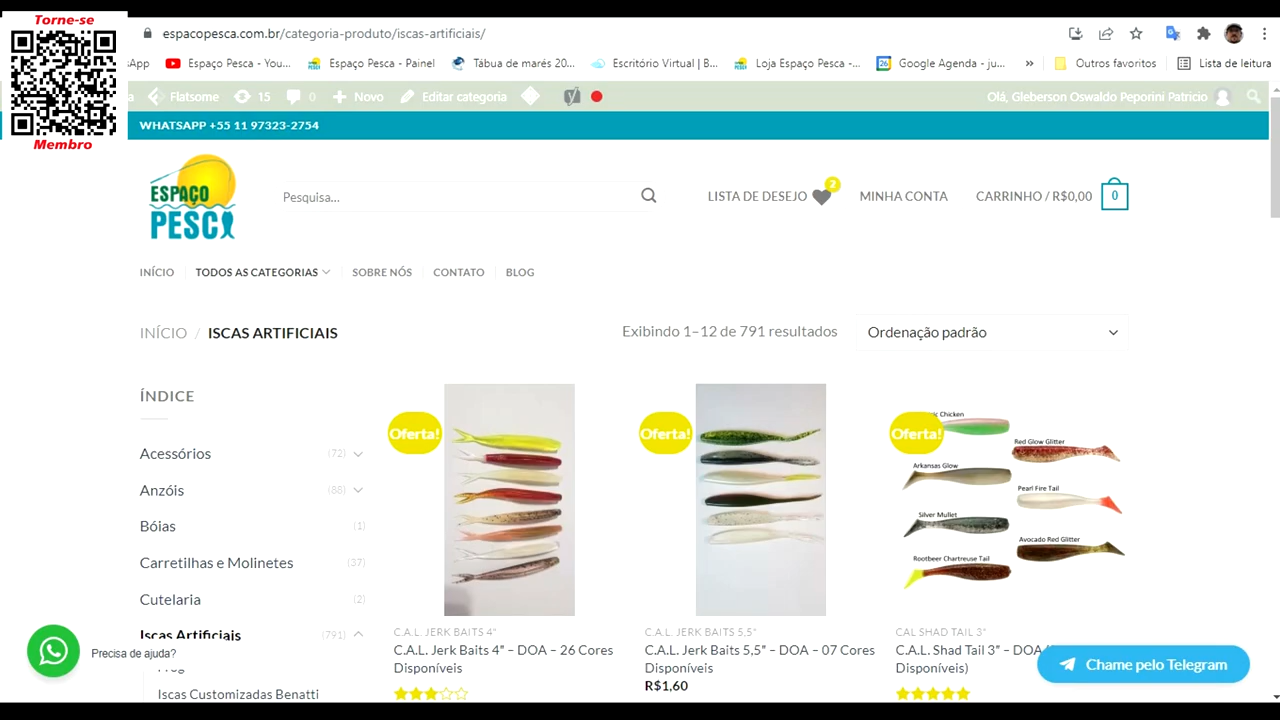 Torne-se
Membro
espacopesca.com.br/categoria-produto/iscas-artificiais/
App
Espaço Pesca - You...
Espaço Pesca - Painel
Tábua de marés 20...
Escritório Virtual | B...
Loja Espaço Pesca -...
26
Google Agenda - ju...
»
Outros favoritos
Lista de leitura
Flatsome
15
0
Novo
Editar categoria
Olá, Gleberson Oswaldo Peporini Patricio
WHATSAPP +55 11 97323-2754
ESPAÇO
PESCA
Pesquisa...
LISTA DE DESEJO
2
MINHA CONTA
CARRINHO / R$0,00
0
INÍCIO
TODOS AS CATEGORIAS
SOBRE NÓS
CONTATO
BLOG
INÍCIO / ISCAS ARTIFICIAIS
Exibindo 1–12 de 791 resultados
Ordenação padrão
ÍNDICE
Acessórios (72)
Anzóis (88)
Bóias (1)
Carretilhas e Molinetes (37)
Cutelaria (2)
Iscas Artificiais (791)
Frog
Iscas Customizadas Benatti
Precisa de ajuda?
Oferta!
C.A.L. JERK BAITS 4"
C.A.L. Jerk Baits 4″ – DOA – 26 Cores
Disponíveis
Oferta!
C.A.L. JERK BAITS 5.5"
C.A.L. Jerk Baits 5,5″ – DOA – 07 Cores
Disponíveis
R$1,60
Oferta!
Chicken
Red Glow Glitter
Arkansas Glow
Pearl Fire Tail
Silver Mullet
Avocado Red Glitter
Rootbeer Chartreuse Tail
CAL SHAD TAIL 3"
C.A.L. Shad Tail 3″ – DOA
Disponíveis)
Chame pelo Telegram